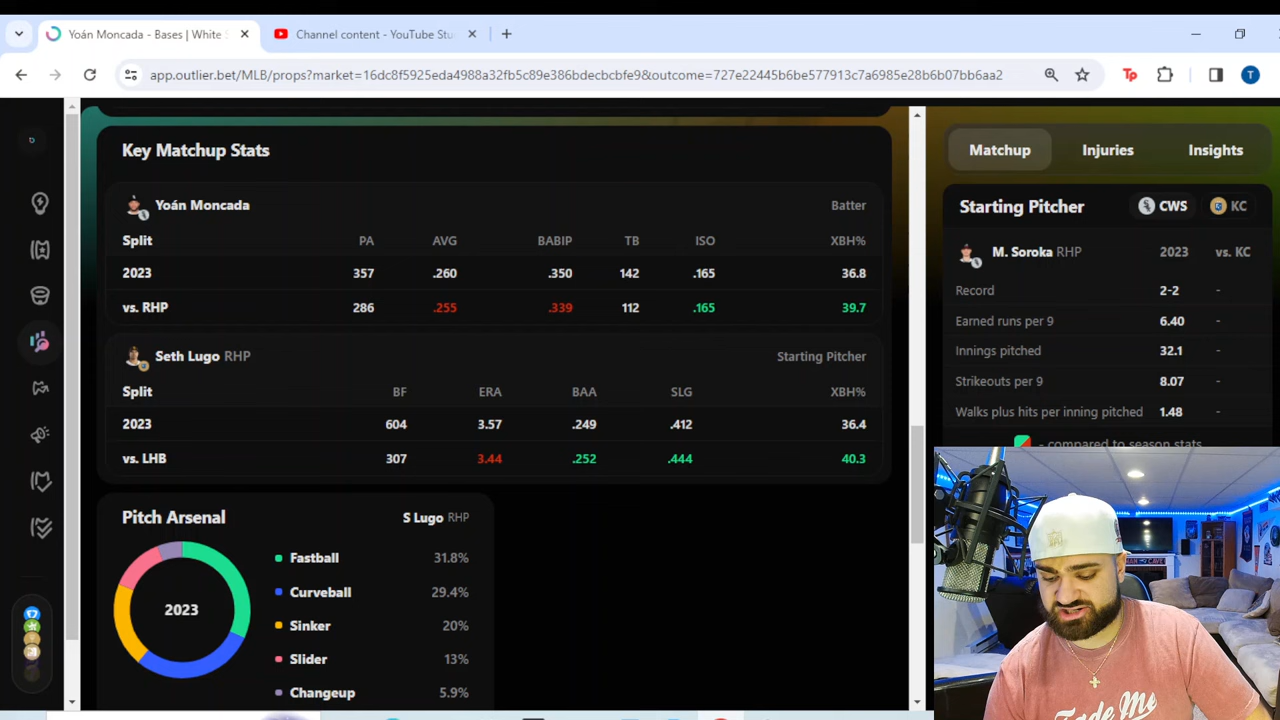 Yoán Moncada - Bases | White S
Channel content - YouTube Stu
app.outlier.bet/MLB/props?market=16dc8f5923eda4988a32fb5c89e386bdecbcbfe9&outcome=727e22445b6be577913c7a6985e28b6b07bb6aa2
Tp
T
Key Matchup Stats
Yoán Moncada Batter
Split PA AVG BABIP TB ISO XBH%
2023 357 .260 .350 142 .165 36.8
vs. RHP 286 .255 .339 112 .165 39.7
Seth Lugo RHP Starting Pitcher
Split BF ERA BAA SLG XBH%
2023 604 3.57 .249 .412 36.4
vs. LHB 307 3.44 .252 .444 40.3
Pitch Arsenal S Lugo RHP
2023
Fastball 31.8%
Curveball 29.4%
Sinker 20%
Slider 13%
Changeup 5.9%
Matchup Injuries Insights
Starting Pitcher CWS KC
M. Soroka RHP 2023 vs. KC
Record 2-2 -
Earned runs per 9 6.40 -
Innings pitched 32.1 -
Strikeouts per 9 8.07 -
Walks plus hits per inning pitched 1.48 -
- compared to season stats